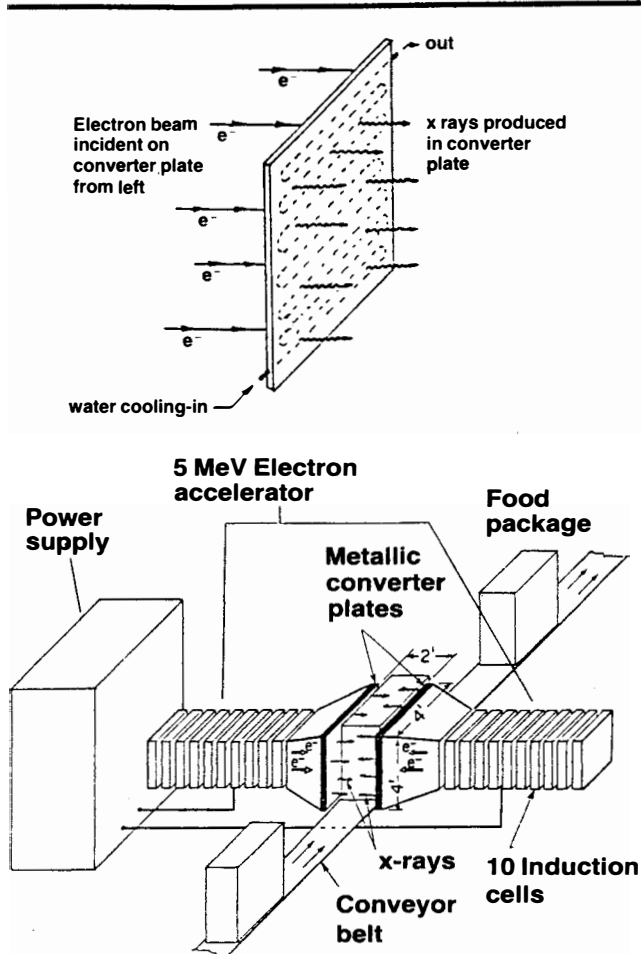 out
e⁻
Electron beam
incident on
converter plate
from left
e⁻
x rays produced
in converter
plate
e⁻
e⁻
e⁻
water cooling-in
5 MeV Electron
accelerator
Power
supply
Food
package
Metallic
converter
plates
2'
4'
e⁻
e⁻
e⁻
e⁻
4'
x-rays
10 Induction
cells
Conveyor
belt